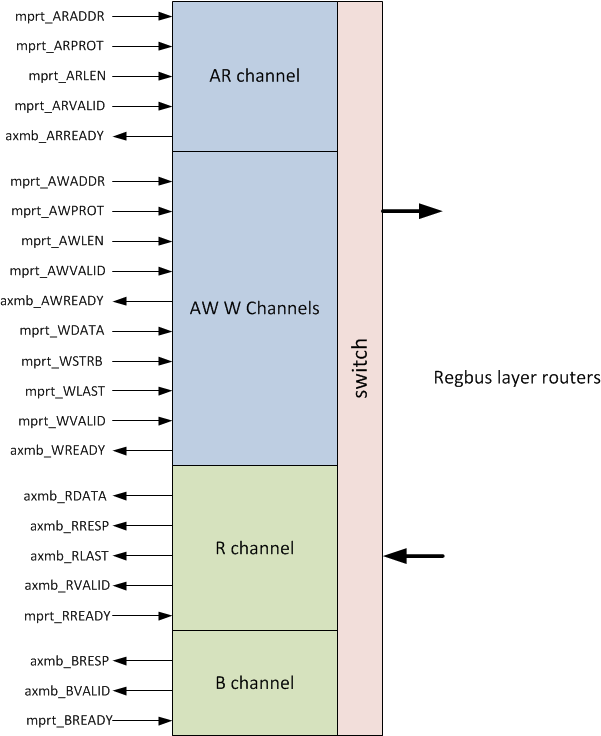 mprt_ARADDR
mprt_ARPROT
mprt_ARLEN
mprt_ARVALID
axmb_ARREADY
AR channel
mprt_AWADDR
mprt_AWPROT
mprt_AWLEN
mprt_AWVALID
axmb_AWREADY
mprt_WDATA
mprt_WSTRB
mprt_WLAST
mprt_WVALID
axmb_WREADY
AW W Channels
axmb_RDATA
axmb_RRESP
axmb_RLAST
axmb_RVALID
mprt_RREADY
R channel
axmb_BRESP
axmb_BVALID
mprt_BREADY
B channel
switch
Regbus layer routers